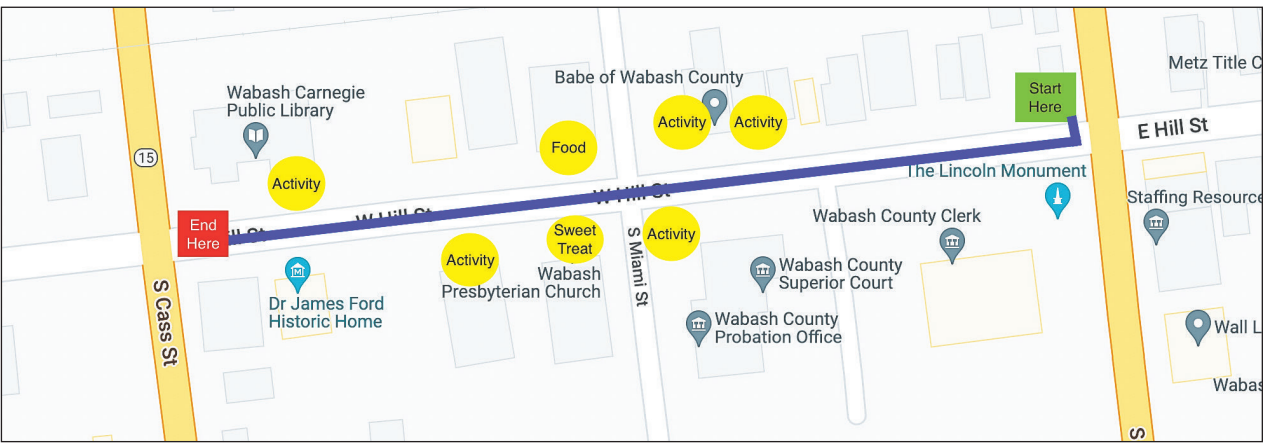 Metz Title C
Start
Here
Babe of Wabash County
Wabash Carnegie
Public Library
Activity
Activity
E Hill St
Food
15
The Lincoln Monument
Activity
W Hill St
W Hill St
Staffing Resource
Wabash County Clerk
End
Here
ill St
Sweet
Treat
Activity
Activity
S Miami St
Wabash
Presbyterian Church
Wabash County
Superior Court
Dr James Ford
Historic Home
S Cass St
Wabash County
Probation Office
Wall L
Wabas
S